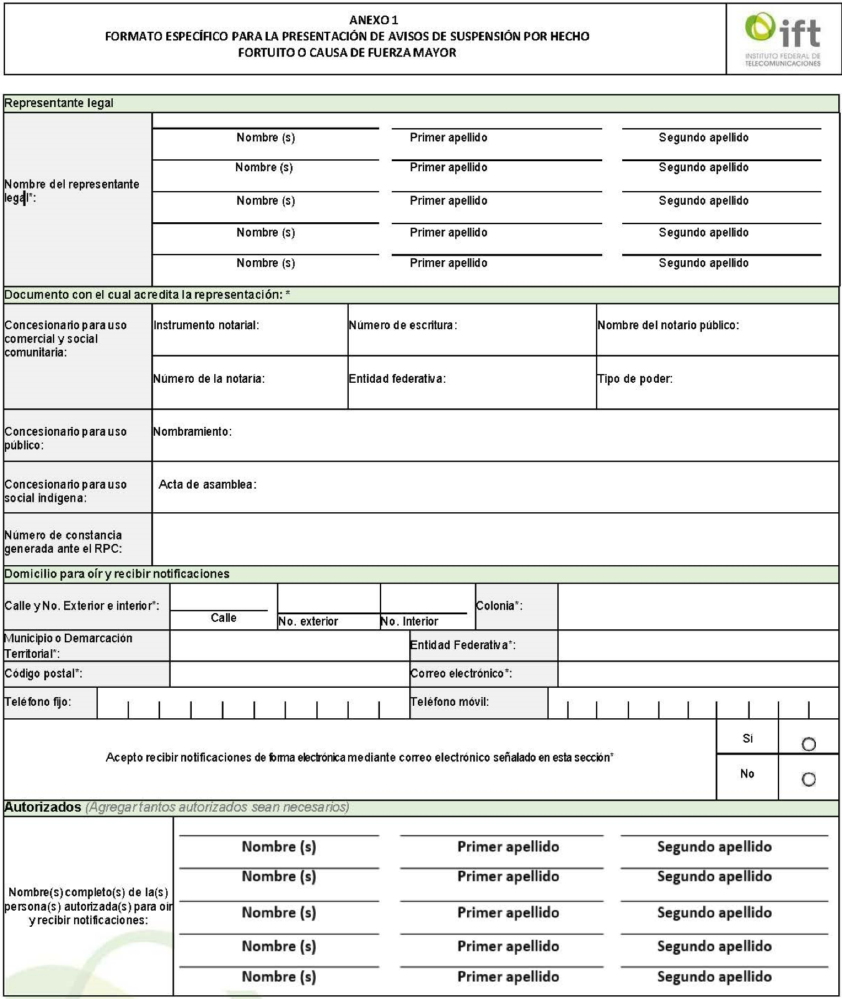 ANEXO 1
FORMATO ESPECÍFICO PARA LA PRESENTACIÓN DE AVISOS DE SUSPENSIÓN POR HECHO
FORTUITO O CAUSA DE FUERZA MAYOR
ift
INSTITUTO FEDERAL DE
TELECOMUNICACIONES
Representante legal
Nombre del representante
legal*:
Nombre (s) Primer apellido Segundo apellido
Nombre (s) Primer apellido Segundo apellido
Nombre (s) Primer apellido Segundo apellido
Nombre (s) Primer apellido Segundo apellido
Nombre (s) Primer apellido Segundo apellido
Documento con el cual acredita la representación: *
Concesionario para uso
comercial y social
comunitaria:
Instrumento notarial: Número de escritura: Nombre del notario público:
Número de la notaría: Entidad federativa: Tipo de poder:
Concesionario para uso
público:
Nombramiento:
Concesionario para uso
social indígena:
Acta de asamblea:
Número de constancia
generada ante el RPC:
Domicilio para oír y recibir notificaciones
Calle y No. Exterior e interior*:
Calle No. exterior No. Interior
Colonia*:
Municipio o Demarcación
Territorial*:
Entidad Federativa*:
Código postal*: Correo electrónico*:
Teléfono fijo: Teléfono móvil:
Acepto recibir notificaciones de forma electrónica mediante correo electrónico señalado en esta sección*
Sí
No
Autorizados (Agregar tantos autorizados sean necesarios)
Nombre(s) completo(s) de la(s)
persona(s) autorizada(s) para oír
y recibir notificaciones:
Nombre (s) Primer apellido Segundo apellido
Nombre (s) Primer apellido Segundo apellido
Nombre (s) Primer apellido Segundo apellido
Nombre (s) Primer apellido Segundo apellido
Nombre (s) Primer apellido Segundo apellido